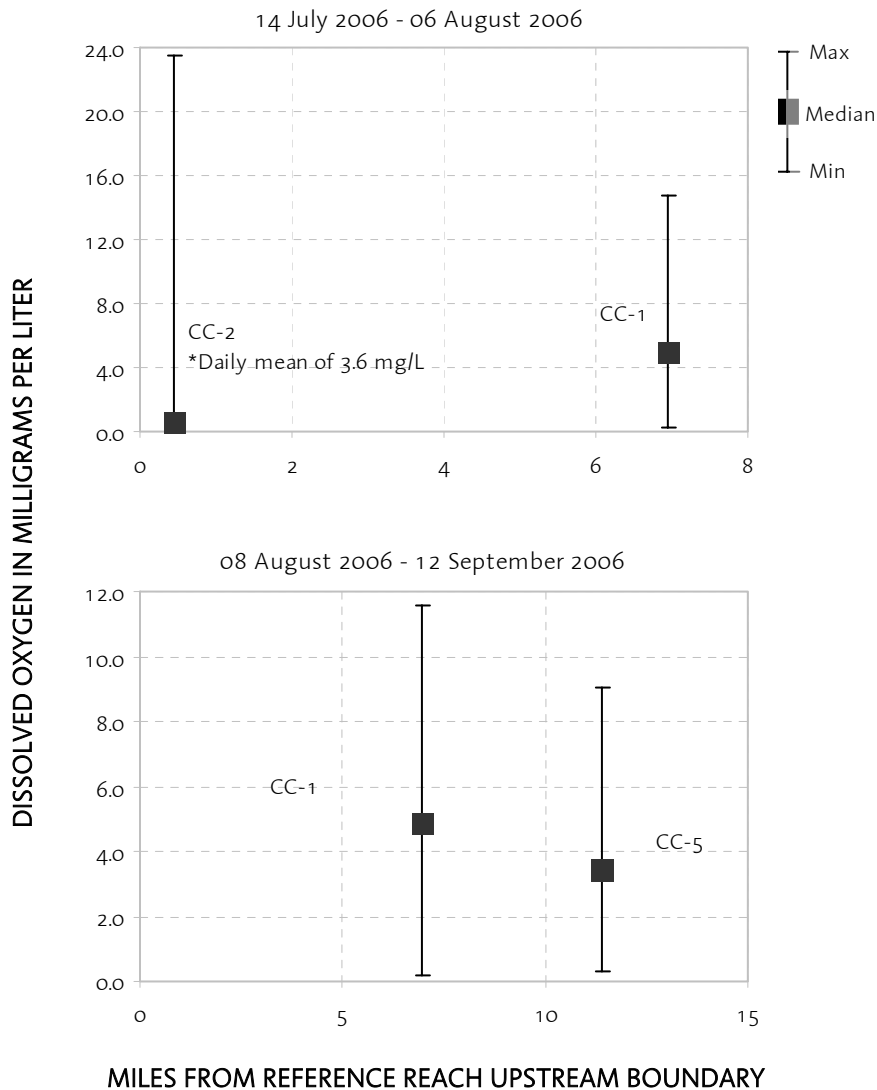 14 July 2006 - 06 August 2006
24.0
20.0
16.0
12.0
8.0
4.0
0.0
0 2 4 6 8
CC-2
*Daily mean of 3.6 mg/L
CC-1
Max
Median
Min
DISSOLVED OXYGEN IN MILLIGRAMS PER LITER
08 August 2006 - 12 September 2006
12.0
10.0
8.0
6.0
4.0
2.0
0.0
0 5 10 15
CC-1
CC-5
MILES FROM REFERENCE REACH UPSTREAM BOUNDARY